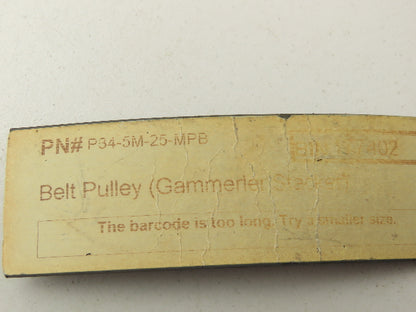 PN# P34-5M-25-MPB
Belt Pulley (Gammerler Stacker)
The barcode is too long. Try a smaller size.